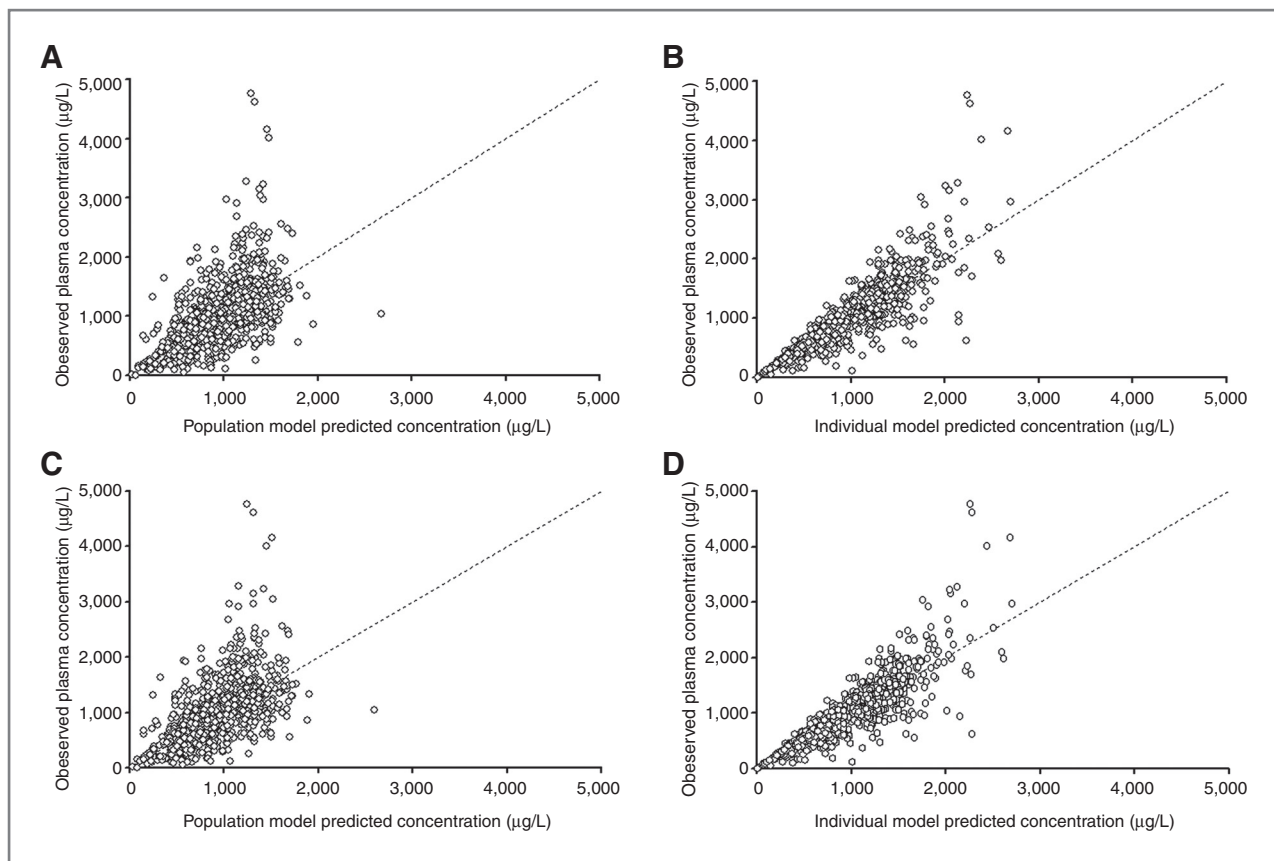 A
Obeserved plasma concentration (µg/L)
5,000
4,000
3,000
2,000
1,000
0
0 1,000 2,000 3,000 4,000 5,000
Population model predicted concentration (µg/L)
B
Obeserved plasma concentration (µg/L)
5,000
4,000
3,000
2,000
1,000
0
0 1,000 2,000 3,000 4,000 5,000
Individual model predicted concentration (µg/L)
C
Obeserved plasma concentration (µg/L)
5,000
4,000
3,000
2,000
1,000
0
0 1,000 2,000 3,000 4,000 5,000
Population model predicted concentration (µg/L)
D
Obeserved plasma concentration (µg/L)
5,000
4,000
3,000
2,000
1,000
0
0 1,000 2,000 3,000 4,000 5,000
Individual model predicted concentration (µg/L)